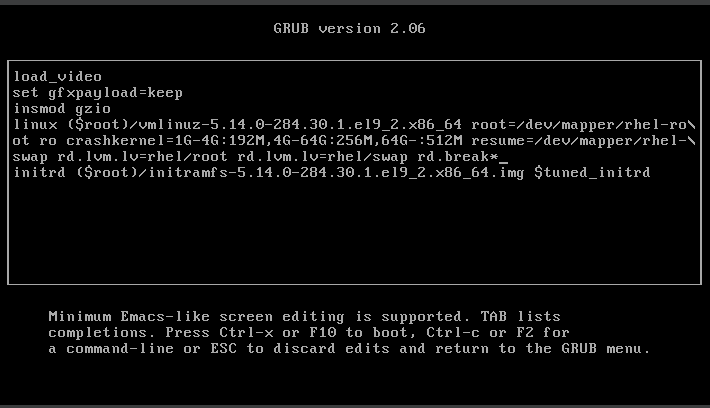 GRUB version 2.06
load_video
set gfxpayload=keep
insmod gzio
linux ($root)/vmlinuz-5.14.0-284.30.1.el9_2.x86_64 root=/dev/mapper/rhel-ro\
ot ro crashkernel=1G-4G:192M,4G-64G:256M,64G-:512M resume=/dev/mapper/rhel-\
swap rd.lvm.lv=rhel/root rd.lvm.lv=rhel/swap rd.break*_
initrd ($root)/initramfs-5.14.0-284.30.1.el9_2.x86_64.img $tuned_initrd
Minimum Emacs-like screen editing is supported. TAB lists
completions. Press Ctrl-x or F10 to boot, Ctrl-c or F2 for
a command-line or ESC to discard edits and return to the GRUB menu.